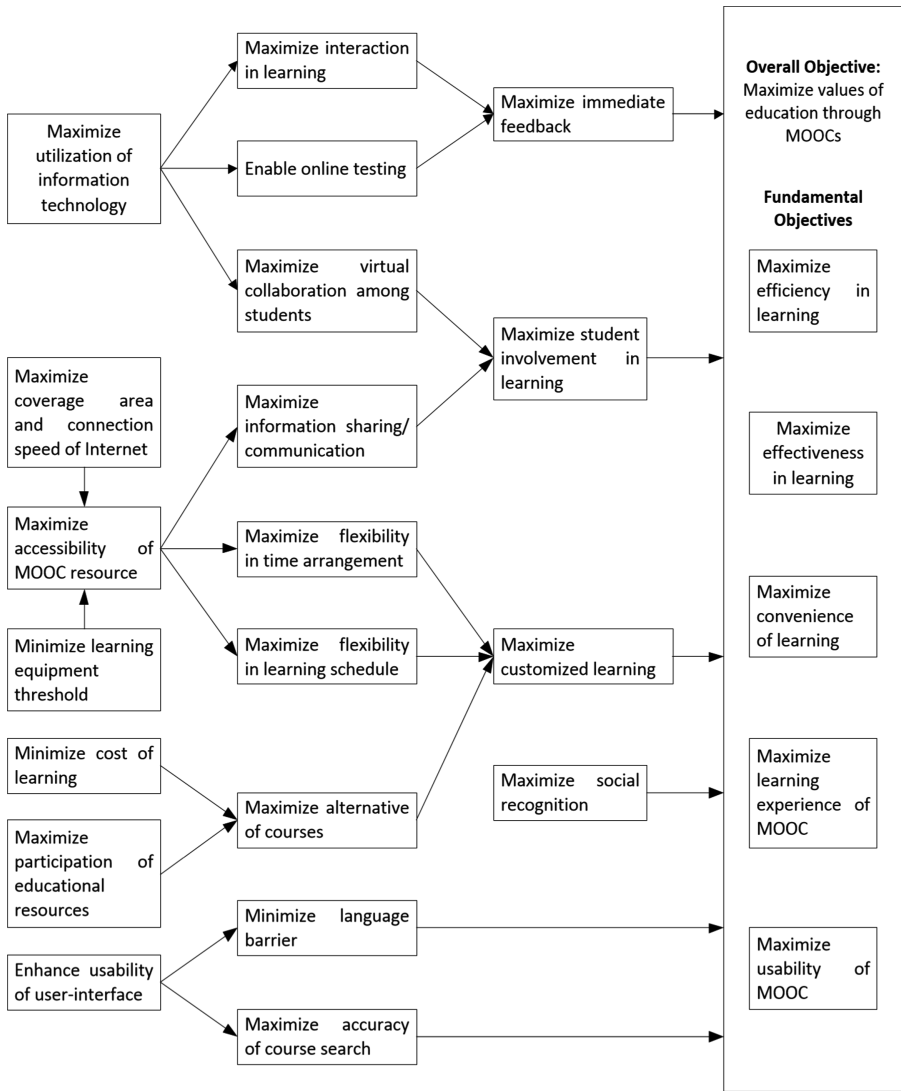 Maximize
utilization of
information
technology
Maximize
coverage area
and connection
speed of Internet
Maximize
accessibility of
MOOC resource
Minimize learning
equipment
threshold
Minimize cost of
learning
Maximize
participation of
educational
resources
Enhance usability
of user-interface
Maximize interaction
in learning
Enable online testing
Maximize virtual
collaboration among
students
Maximize
information sharing/
communication
Maximize flexibility
in time arrangement
Maximize flexibility
in learning schedule
Maximize alternative
of courses
Minimize language
barrier
Maximize accuracy
of course search
Maximize immediate
feedback
Maximize student
involvement in
learning
Maximize
customized learning
Maximize social
recognition
Overall Objective:
Maximize values of
education through
MOOCs
Fundamental
Objectives
Maximize
efficiency in
learning
Maximize
effectiveness
in learning
Maximize
convenience
of learning
Maximize
learning
experience of
MOOC
Maximize
usability of
MOOC